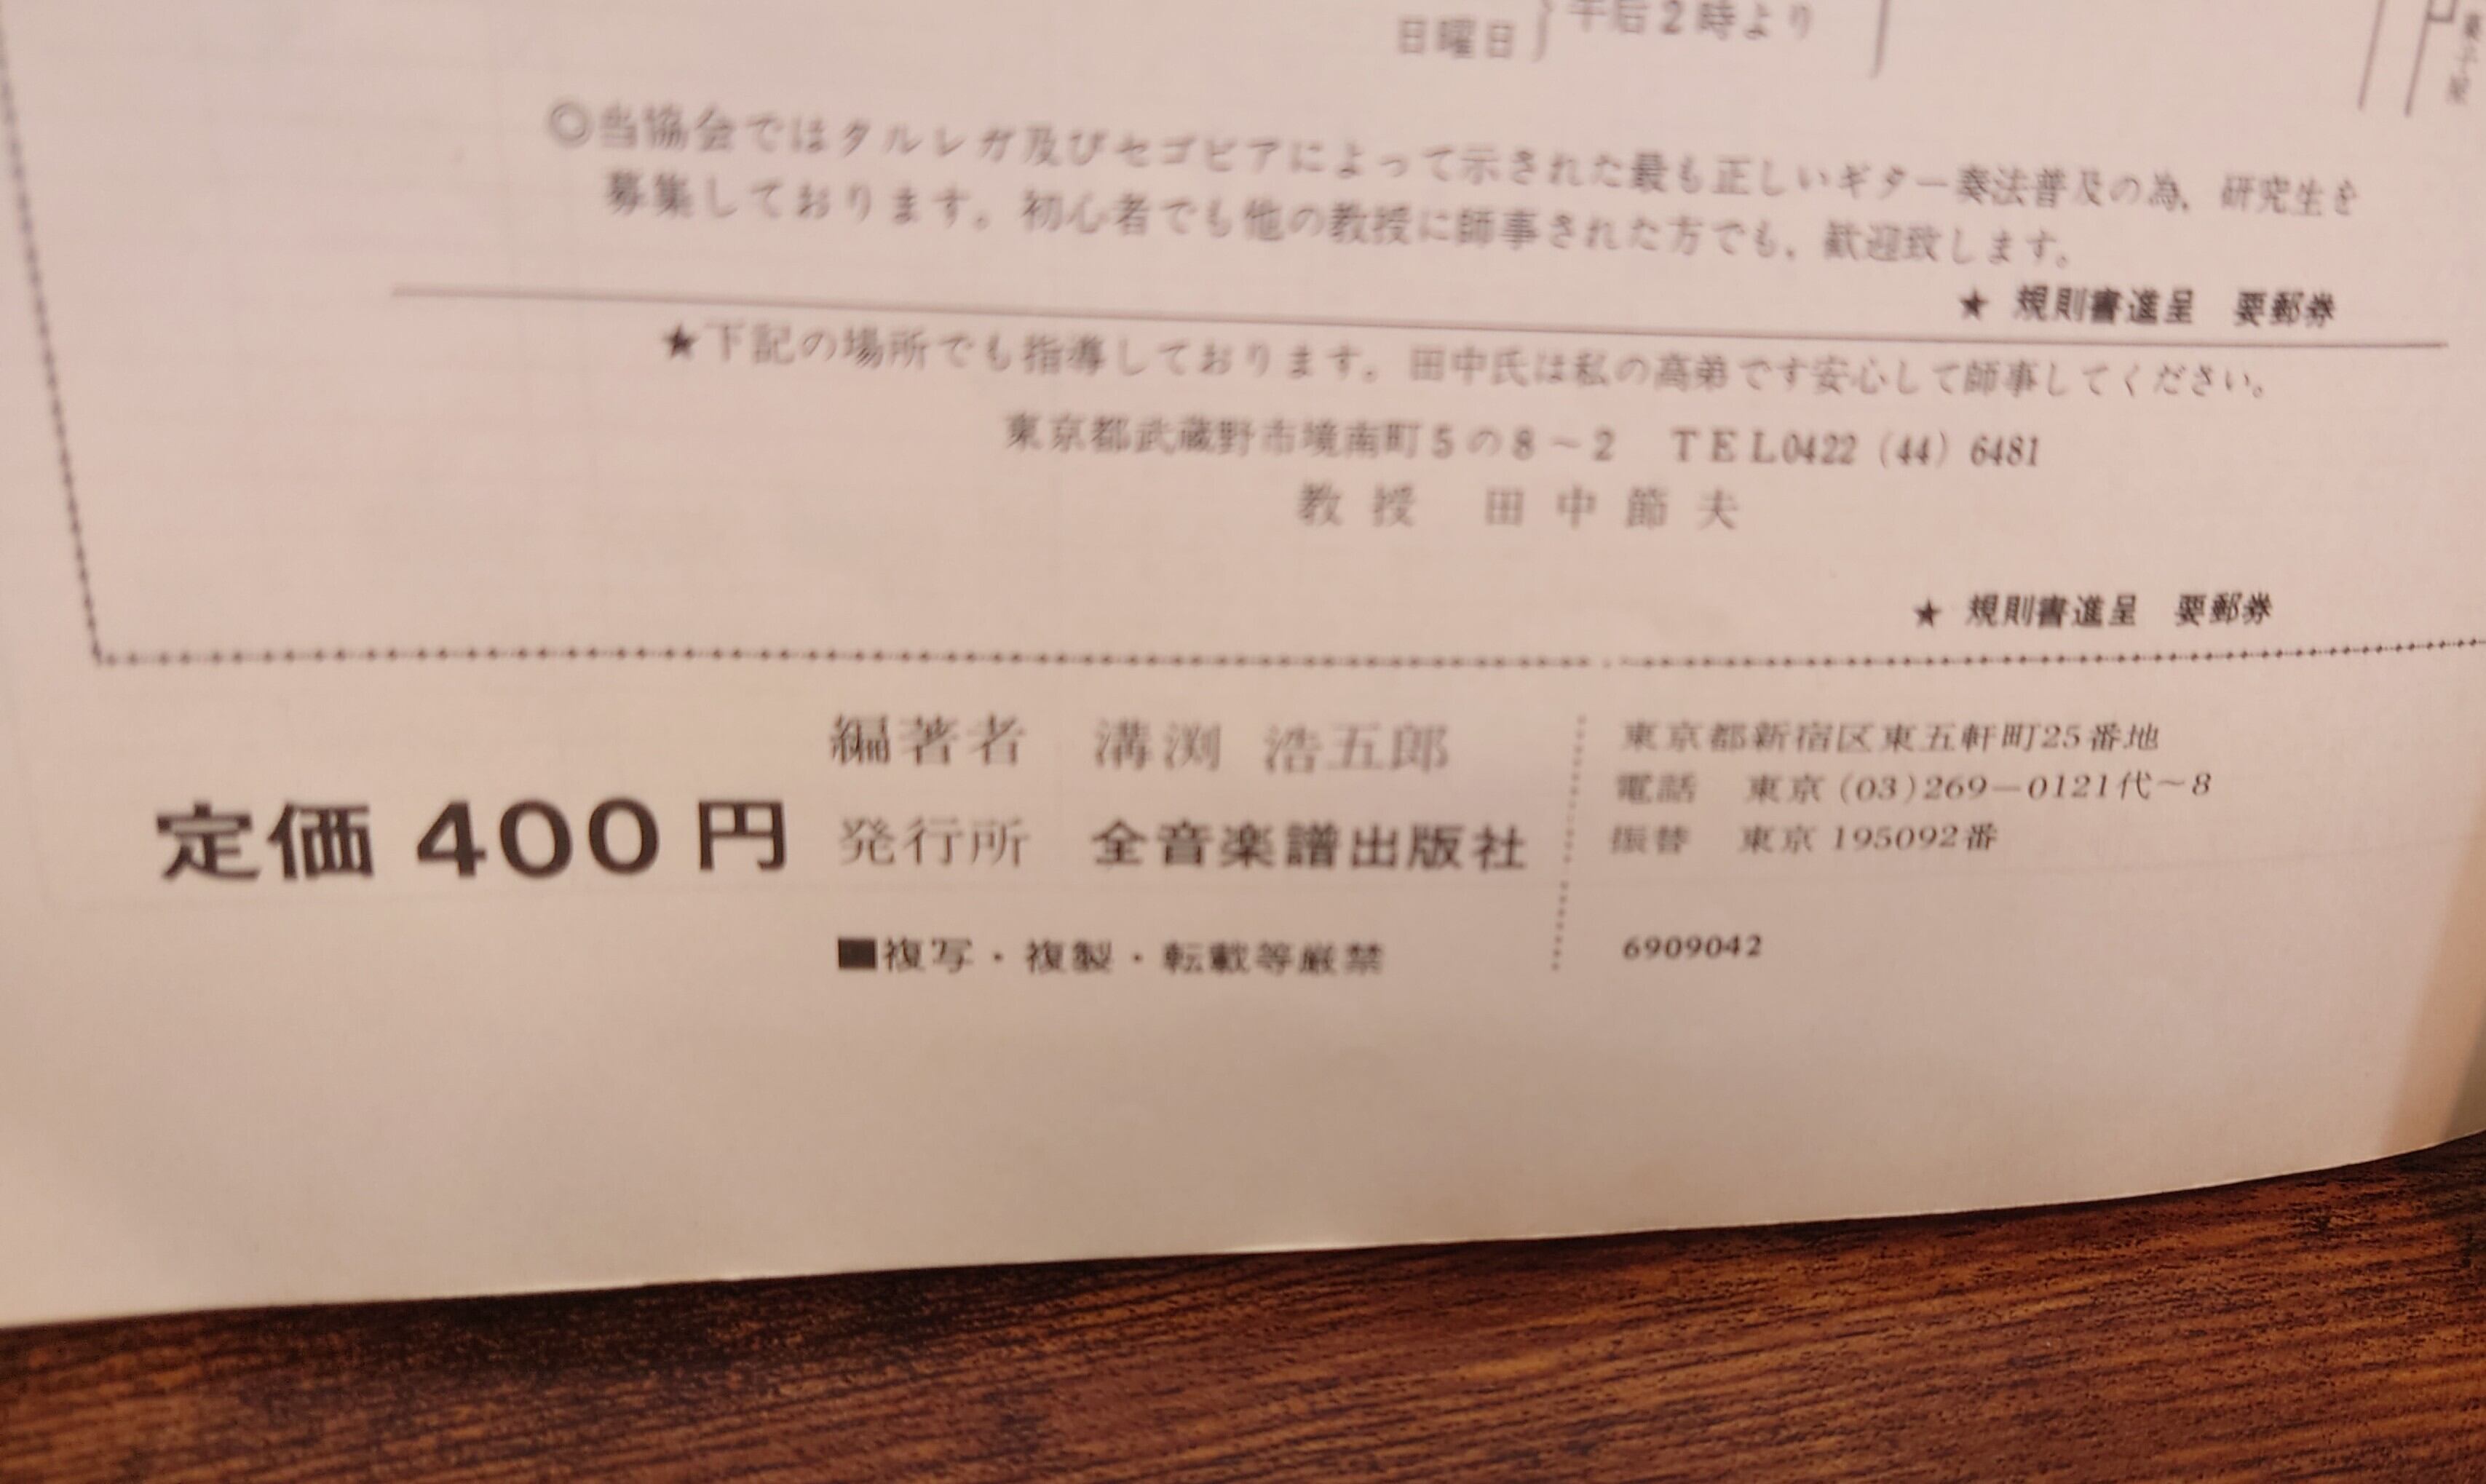 日曜日 } 午后2時より
◎当協会ではタルレガ及びセゴビアによって示された最も正しいギター奏法普及の為，研究生を
募集しております。初心者でも他の教授に師事された方でも，歓迎致します。
★ 規則書進呈　要郵券
★下記の場所でも指導しております。田中氏は私の高弟です安心して師事してください。
東京都武蔵野市境南町5の8～2　TEL0422（44）6481
教授　田中節夫
★ 規則書進呈　要郵券
定価 400 円
編著者　溝渕 浩五郎
発行所　全音楽譜出版社
■複写・複製・転載等厳禁
東京都新宿区東五軒町25番地
電話　東京(03)269―0121代～8
振替　東京 195092番
6909042